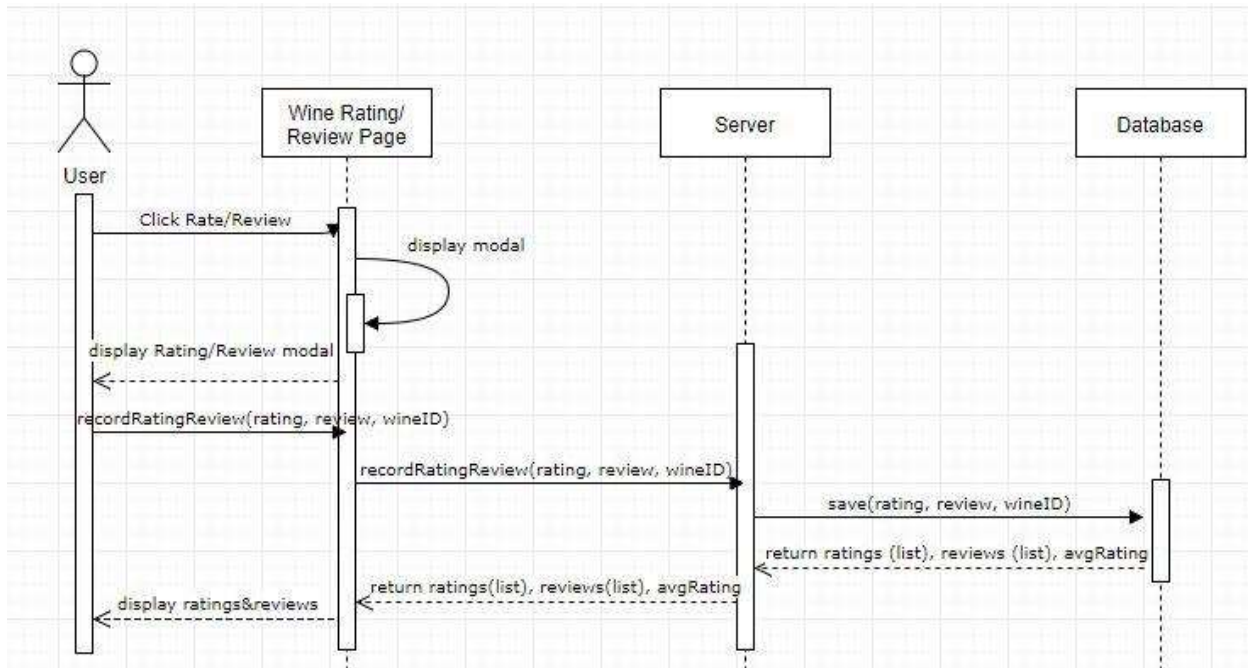 Wine Rating/
Review Page
Server
Database
User
Click Rate/Review
display modal
display Rating/Review modal
recordRatingReview(rating, review, wineID)
recordRatingReview(rating, review, wineID)
save(rating, review, wineID)
return ratings (list), reviews (list), avgRating
return ratings(list), reviews(list), avgRating
display ratings&reviews